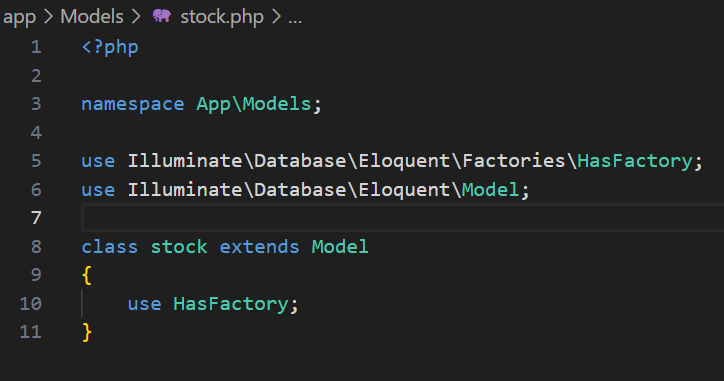 app > Models > stock.php > ...
1 <?php
2
3 namespace App\Models;
4
5 use Illuminate\Database\Eloquent\Factories\HasFactory;
6 use Illuminate\Database\Eloquent\Model;
7
8 class stock extends Model
9 {
10 use HasFactory;
11 }